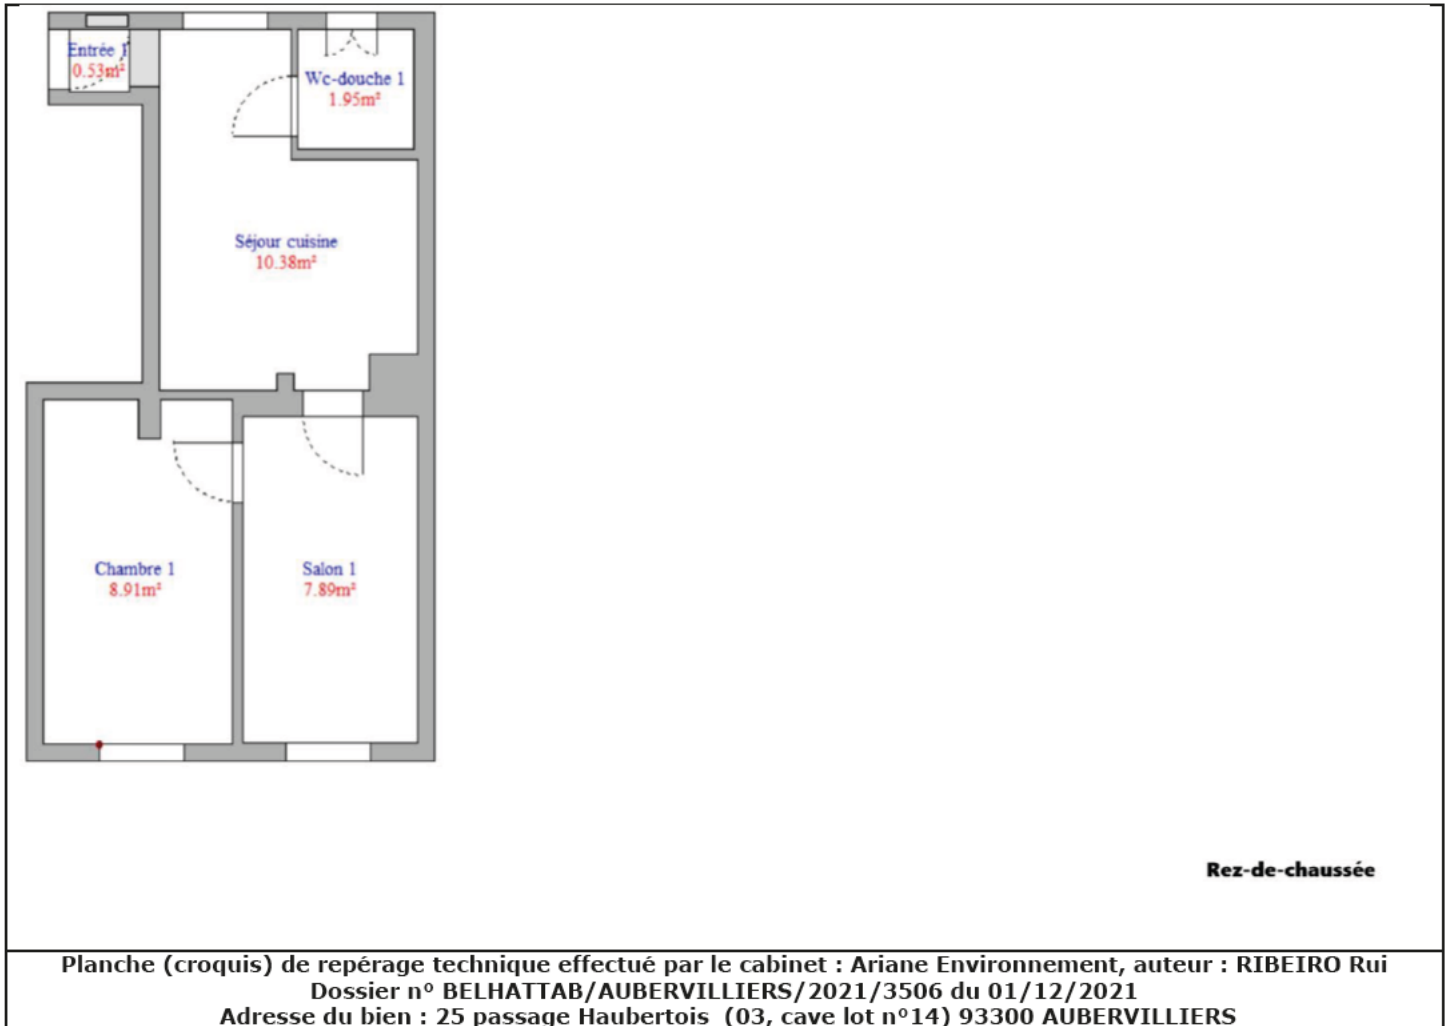 Entrée 1
0.53m²
Wc-douche 1
1.95m²
Séjour cuisine
10.38m²
Chambre 1
8.91m²
Salon 1
7.89m²
Rez-de-chaussée
Planche (croquis) de repérage technique effectué par le cabinet : Ariane Environnement, auteur : RIBEIRO Rui
Dossier nº BELHATTAB/AUBERVILLIERS/2021/3506 du 01/12/2021
Adresse du bien : 25 passage Haubertois (03, cave lot nº14) 93300 AUBERVILLIERS